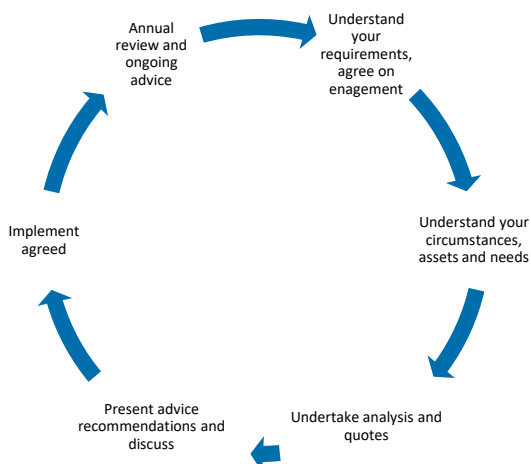 Annual
review and
ongoing
advice
Understand
your
requirements,
agree on
enagement
Understand your
circumstances,
assets and needs
Undertake analysis and
quotes
Present advice
recommendations and
discuss
Implement
agreed